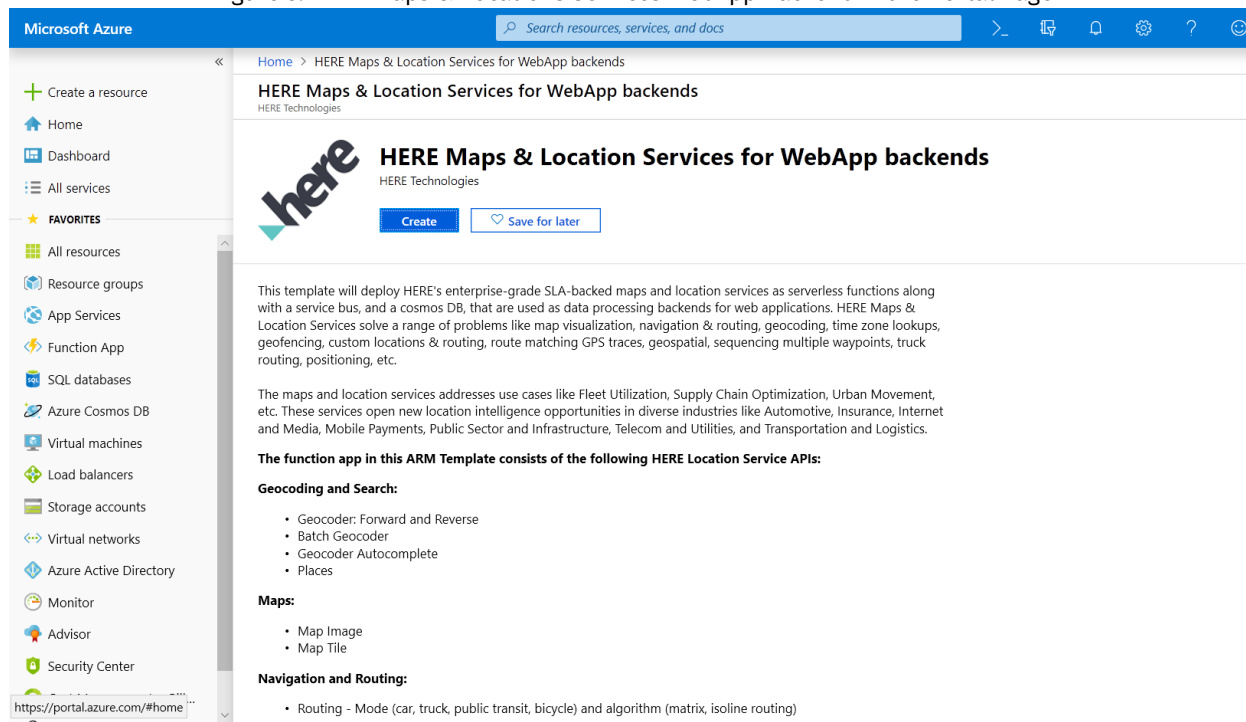 Microsoft Azure
Search resources, services, and docs
Home > HERE Maps & Location Services for WebApp backends
Create a resource
Home
Dashboard
All services
FAVORITES
All resources
Resource groups
App Services
Function App
SQL databases
Azure Cosmos DB
Virtual machines
Load balancers
Storage accounts
Virtual networks
Azure Active Directory
Monitor
Advisor
Security Center
https://portal.azure.com/#home
HERE Maps & Location Services for WebApp backends
HERE Technologies
here
HERE Maps & Location Services for WebApp backends
HERE Technologies
Create
Save for later
This template will deploy HERE's enterprise-grade SLA-backed maps and location services as serverless functions along
with a service bus, and a cosmos DB, that are used as data processing backends for web applications. HERE Maps &
Location Services solve a range of problems like map visualization, navigation & routing, geocoding, time zone lookups,
geofencing, custom locations & routing, route matching GPS traces, geospatial, sequencing multiple waypoints, truck
routing, positioning, etc.
The maps and location services addresses use cases like Fleet Utilization, Supply Chain Optimization, Urban Movement,
etc. These services open new location intelligence opportunities in diverse industries like Automotive, Insurance, Internet
and Media, Mobile Payments, Public Sector and Infrastructure, Telecom and Utilities, and Transportation and Logistics.
The function app in this ARM Template consists of the following HERE Location Service APIs:
Geocoding and Search:
• Geocoder: Forward and Reverse
• Batch Geocoder
• Geocoder Autocomplete
• Places
Maps:
• Map Image
• Map Tile
Navigation and Routing:
• Routing - Mode (car, truck, public transit, bicycle) and algorithm (matrix, isoline routing)